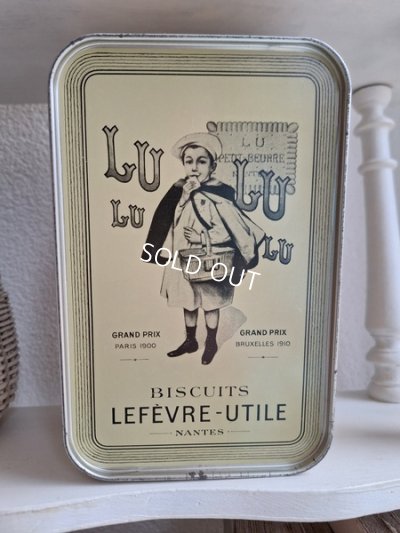 LU
LU
LU
PETIT-BEURRE
NANTES
LU
LU
SOLD OUT
GRAND PRIX
PARIS 1900
GRAND PRIX
BRUXELLES 1910
BISCUITS
LEFÈVRE-UTILE
NANTES